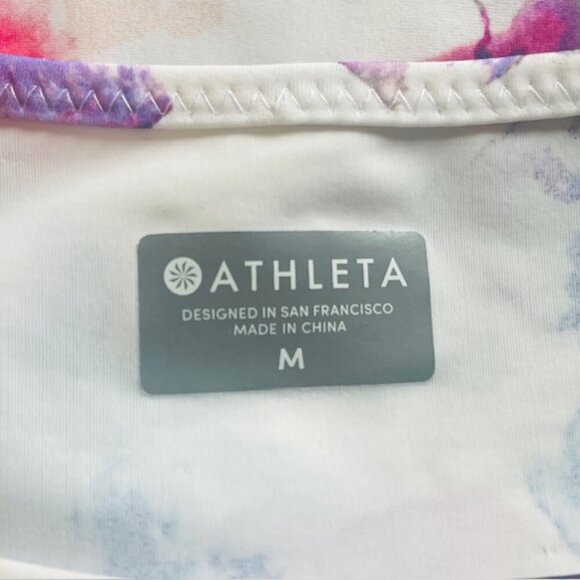 ATHLETA
DESIGNED IN SAN FRANCISCO
MADE IN CHINA
M